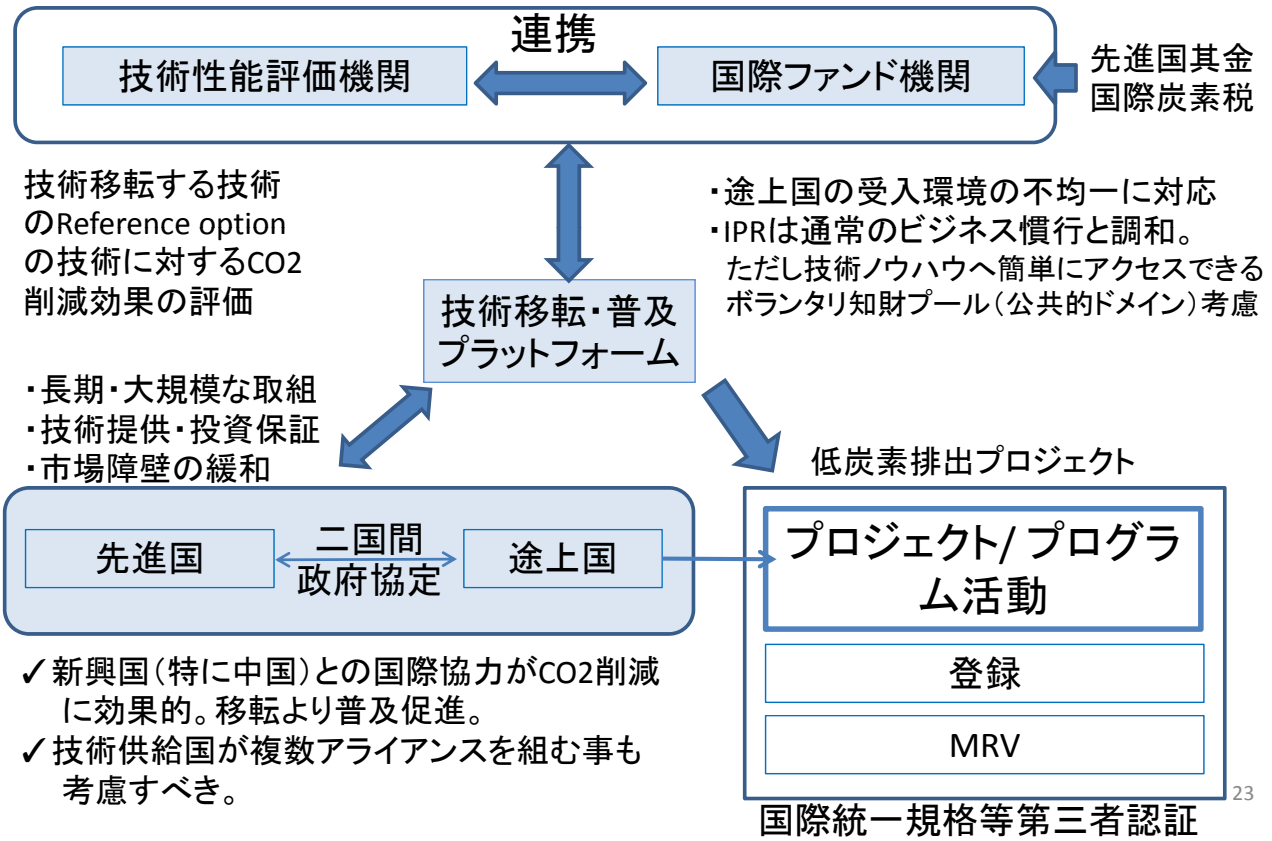 連携
技術性能評価機関
国際ファンド機関
先進国其金
国際炭素税
技術移転する技術
のReference option
の技術に対するCO2
削減効果の評価
・途上国の受入環境の不均一に対応
・IPRは通常のビジネス慣行と調和。
ただし技術ノウハウへ簡単にアクセスできる
ボランタリ知財プール（公共的ドメイン）考慮
技術移転・普及
プラットフォーム
・長期・大規模な取組
・技術提供・投資保証
・市場障壁の緩和
低炭素排出プロジェクト
先進国
二国間
政府協定
途上国
プロジェクト/ プログラ
ム活動
登録
MRV
✓新興国（特に中国）との国際協力がCO2削減
に効果的。移転より普及促進。
✓技術供給国が複数アライアンスを組む事も
考慮すべき。
23
国際統一規格等第三者認証